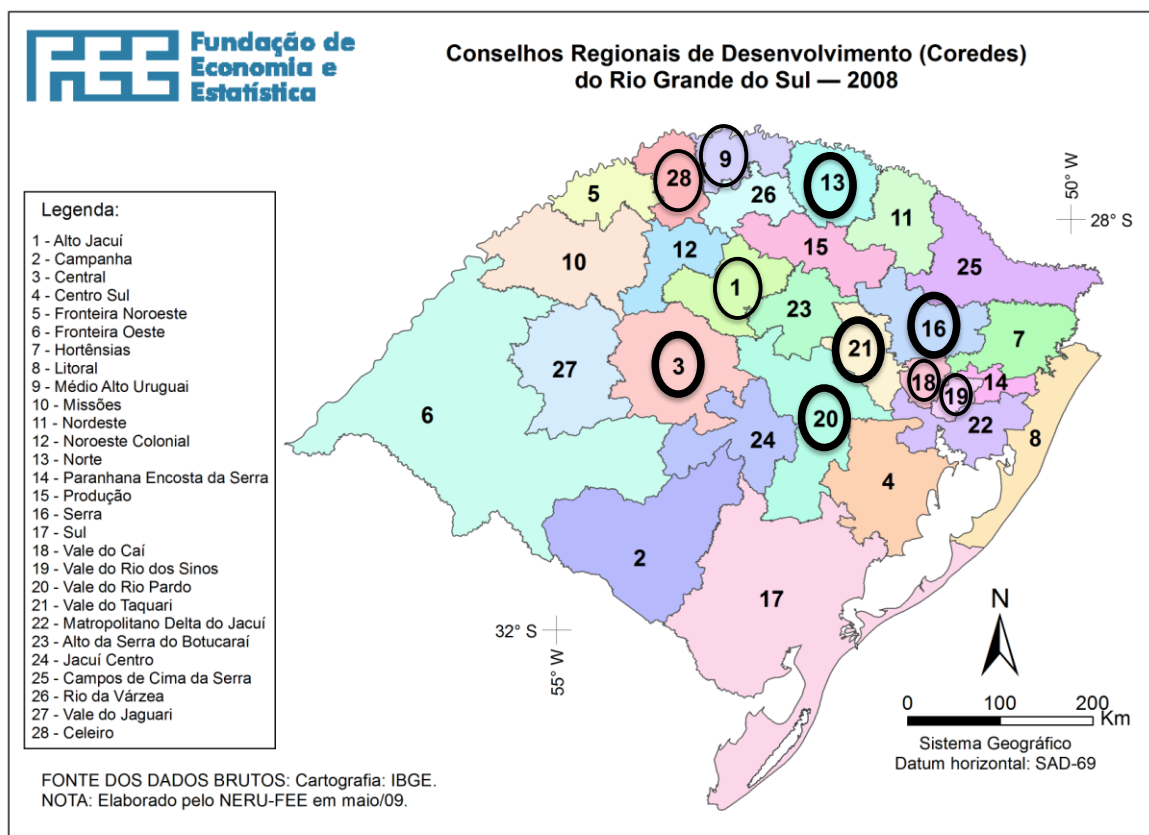 FEE
Fundação de
Economia e
Estatística
Conselhos Regionais de Desenvolvimento (Coredes)
do Rio Grande do Sul — 2008
Legenda:
1 - Alto Jacuí
2 - Campanha
3 - Central
4 - Centro Sul
5 - Fronteira Noroeste
6 - Fronteira Oeste
7 - Hortênsias
8 - Litoral
9 - Médio Alto Uruguai
10 - Missões
11 - Nordeste
12 - Noroeste Colonial
13 - Norte
14 - Paranhana Encosta da Serra
15 - Produção
16 - Serra
17 - Sul
18 - Vale do Caí
19 - Vale do Rio dos Sinos
20 - Vale do Rio Pardo
21 - Vale do Taquari
22 - Matropolitano Delta do Jacuí
23 - Alto da Serra do Botucaraí
24 - Jacuí Centro
25 - Campos de Cima da Serra
26 - Rio da Várzea
27 - Vale do Jaguari
28 - Celeiro
9
28
13
5
26
11
50° W
28° S
12
15
10
25
1
23
16
7
21
3
27
18
14
19
6
20
22
24
8
4
2
17
N
32° S
55° W
0 100 200
Km
Sistema Geográfico
Datum horizontal: SAD-69
FONTE DOS DADOS BRUTOS: Cartografia: IBGE.
NOTA: Elaborado pelo NERU-FEE em maio/09.